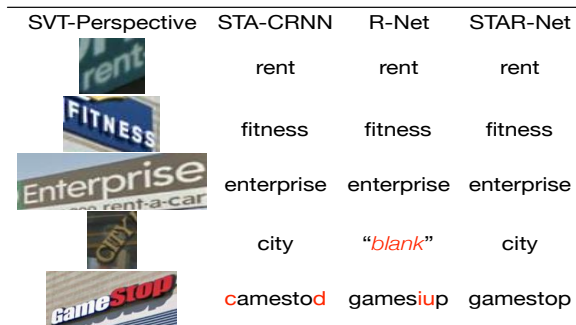 SVT-Perspective STA-CRNN R-Net STAR-Net
rent rent rent rent
FITNESS fitness fitness fitness
Enterprise enterprise enterprise enterprise
rent-a-car
CITY city “blank” city
GameStop camestod gamesiup gamestop